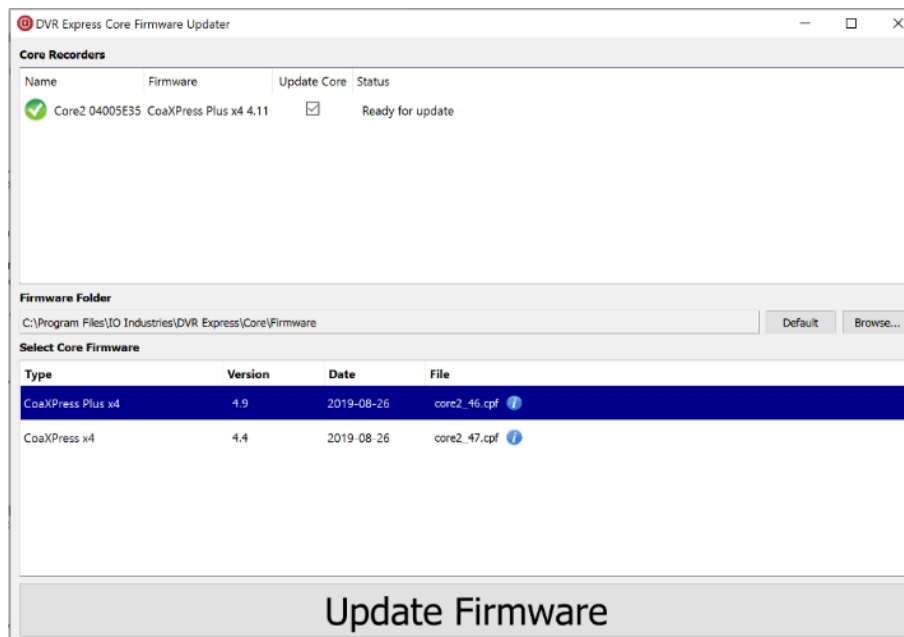 DVR Express Core Firmware Updater
Core Recorders
Name Firmware Update Core Status
Core2 04005E35 CoaXPress Plus x4 4.11 Ready for update
Firmware Folder
C:\Program Files\IO Industries\DVR Express\Core\Firmware Default Browse...
Select Core Firmware
Type Version Date File
CoaXPress Plus x4 4.9 2019-08-26 core2_46.cpf
CoaXPress x4 4.4 2019-08-26 core2_47.cpf
Update Firmware